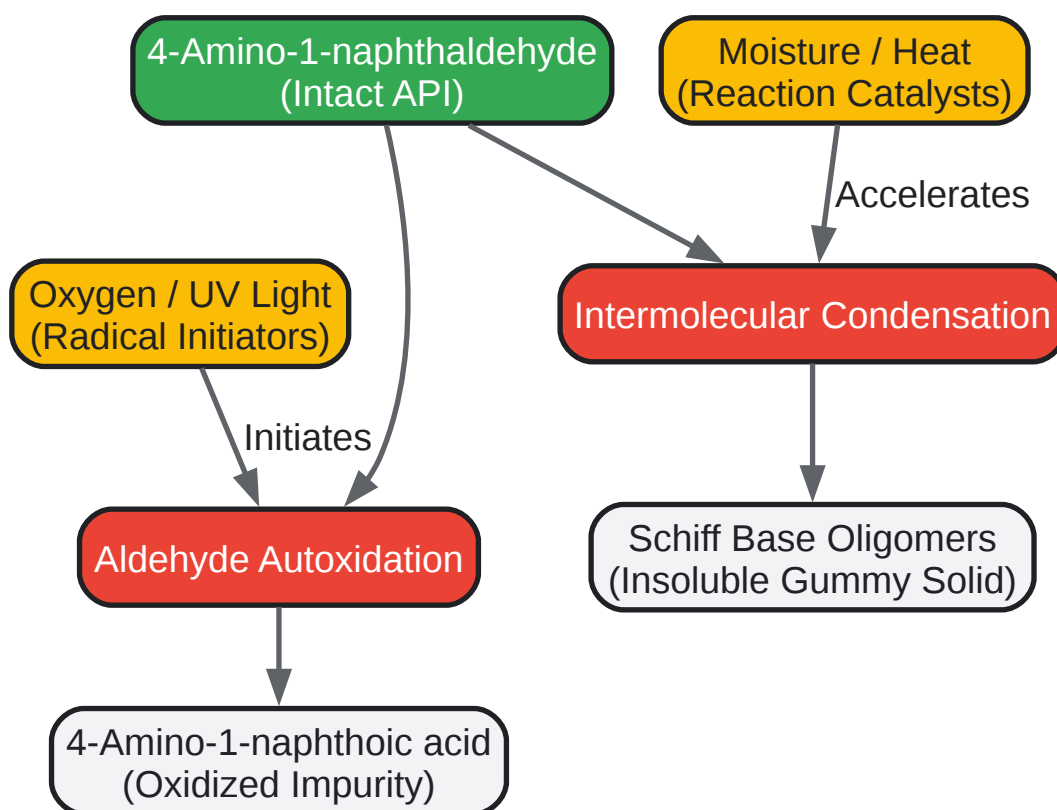 4-Amino-1-naphthaldehyde
(Intact API)
Moisture / Heat
(Reaction Catalysts)
Accelerates
Oxygen / UV Light
(Radical Initiators)
Intermolecular Condensation
Initiates
Aldehyde Autoxidation
Schiff Base Oligomers
(Insoluble Gummy Solid)
4-Amino-1-naphthoic acid
(Oxidized Impurity)